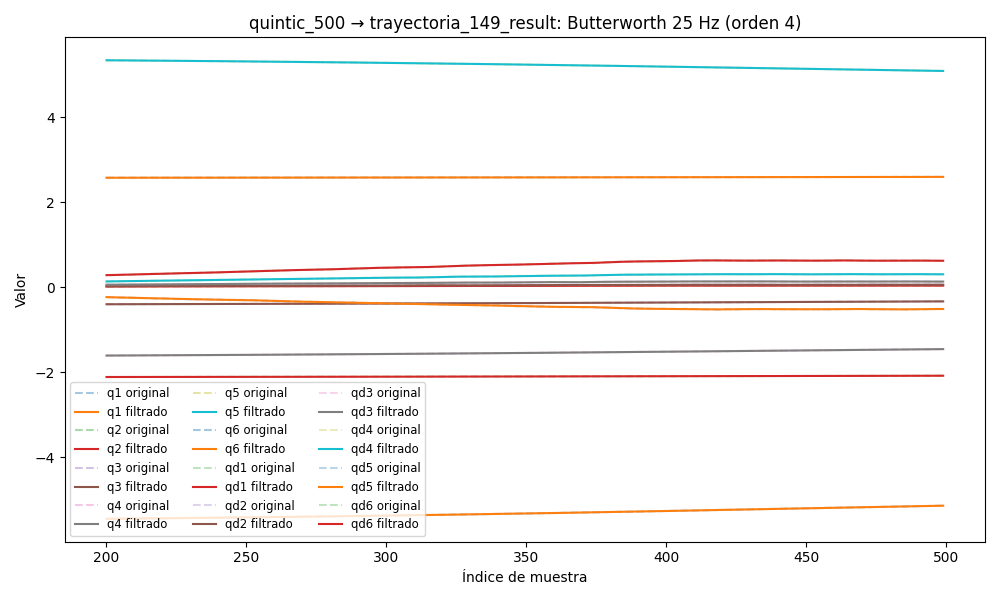 quintic_500 → trayectoria_149_result: Butterworth 25 Hz (orden 4)
Valor
4
2
0
−2
−4
q1 original
q1 filtrado
q2 original
q2 filtrado
q3 original
q3 filtrado
q4 original
q4 filtrado
q5 original
q5 filtrado
q6 original
q6 filtrado
qd1 original
qd1 filtrado
qd2 original
qd2 filtrado
qd3 original
qd3 filtrado
qd4 original
qd4 filtrado
qd5 original
qd5 filtrado
qd6 original
qd6 filtrado
200 250 300 350 400 450 500
Índice de muestra